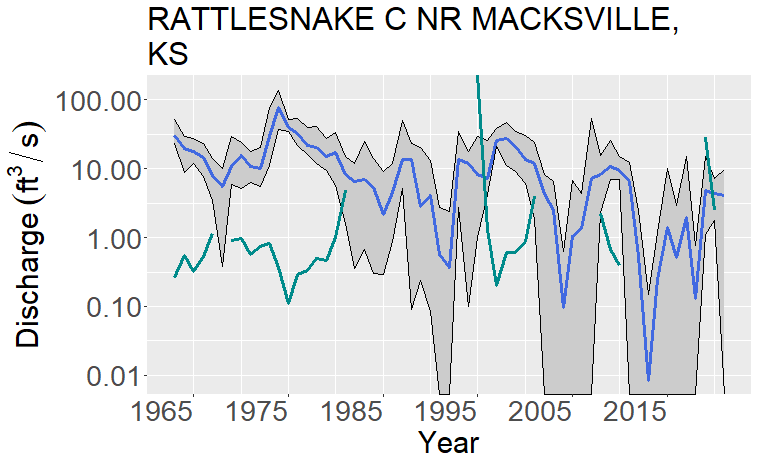 RATTLESNAKE C NR MACKSVILLE,
KS
Discharge (ft³/s)
100.00
10.00
1.00
0.10
0.01
1965 1975 1985 1995 2005 2015
Year